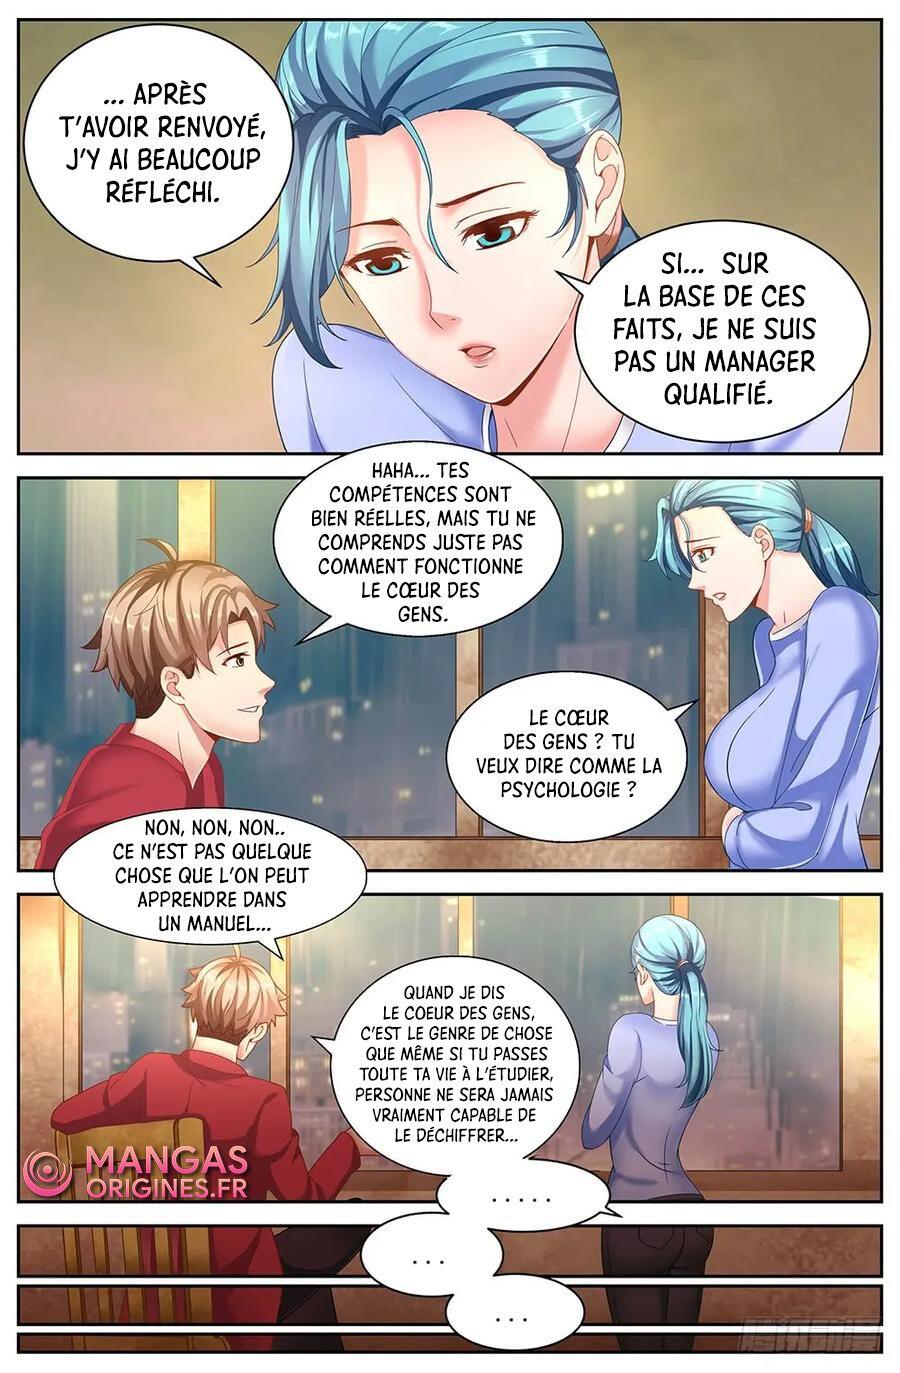 ... APRÈS
T'AVOIR RENVOYÉ,
J'Y AI BEAUCOUP
RÉFLÉCHI.
SI... SUR
LA BASE DE CES
FAITS, JE NE SUIS
PAS UN MANAGER
QUALIFIÉ.
HAHA... TES
COMPÉTENCES SONT
BIEN RÉELLES, MAIS TU NE
COMPRENDS JUSTE PAS
COMMENT FONCTIONNE
LE CŒUR DES
GENS.
LE CŒUR
DES GENS ? TU
VEUX DIRE COMME LA
PSYCHOLOGIE ?
NON, NON, NON..
CE N'EST PAS QUELQUE
CHOSE QUE L'ON PEUT
APPRENDRE DANS
UN MANUEL...
QUAND JE DIS
LE COEUR DES GENS,
C'EST LE GENRE DE CHOSE
QUE MÊME SI TU PASSES
TOUTE TA VIE À L'ÉTUDIER,
PERSONNE NE SERA JAMAIS
VRAIMENT CAPABLE DE
LE DÉCHIFFRER...
MANGAS
ORIGINES.FR
.....
...
...